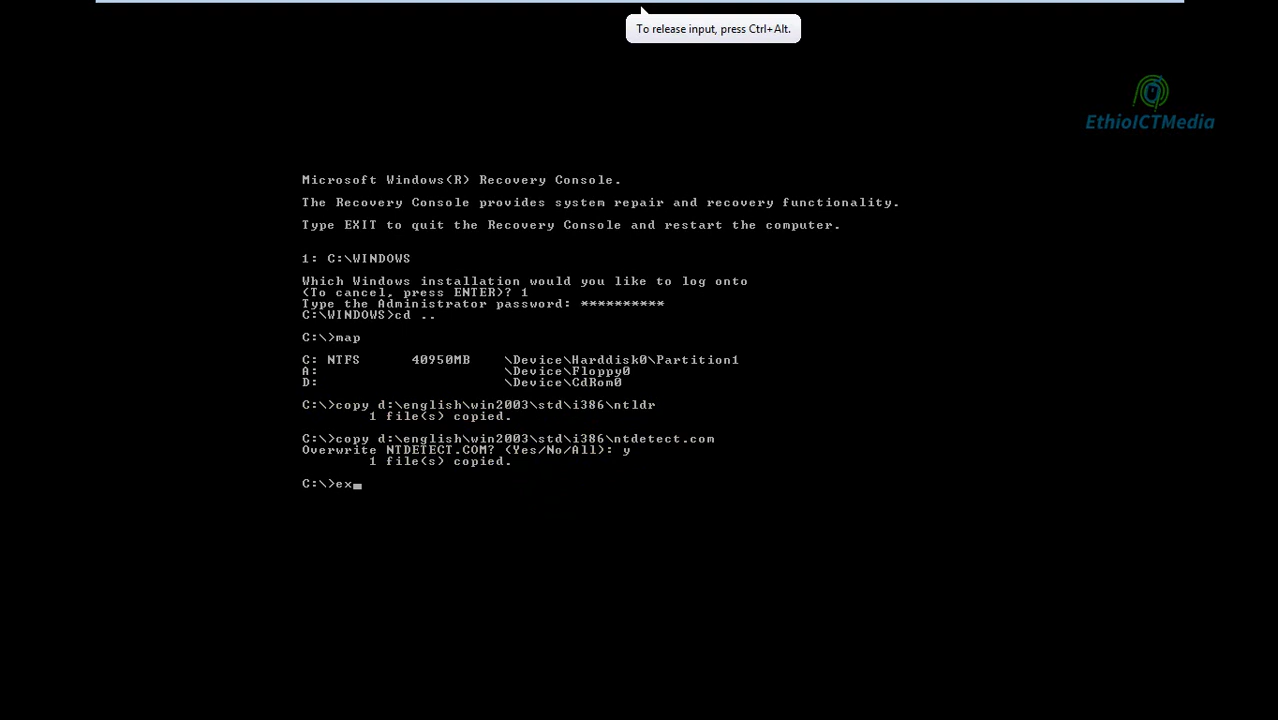 To release input, press Ctrl+Alt.
EthioICTMedia
Microsoft Windows(R) Recovery Console.
The Recovery Console provides system repair and recovery functionality.
Type EXIT to quit the Recovery Console and restart the computer.
1: C:\WINDOWS
Which Windows installation would you like to log onto
(To cancel, press ENTER)? 1
Type the Administrator password: **********
C:\WINDOWS>cd ..
C:\>map
C: NTFS 40950MB \Device\Harddisk0\Partition1
A: \Device\Floppy0
D: \Device\CdRom0
C:\>copy d:\english\win2003\std\i386\ntldr
1 file(s) copied.
C:\>copy d:\english\win2003\std\i386\ntdetect.com
Overwrite NTDETECT.COM? (Yes/No/All): y
1 file(s) copied.
C:\>ex_